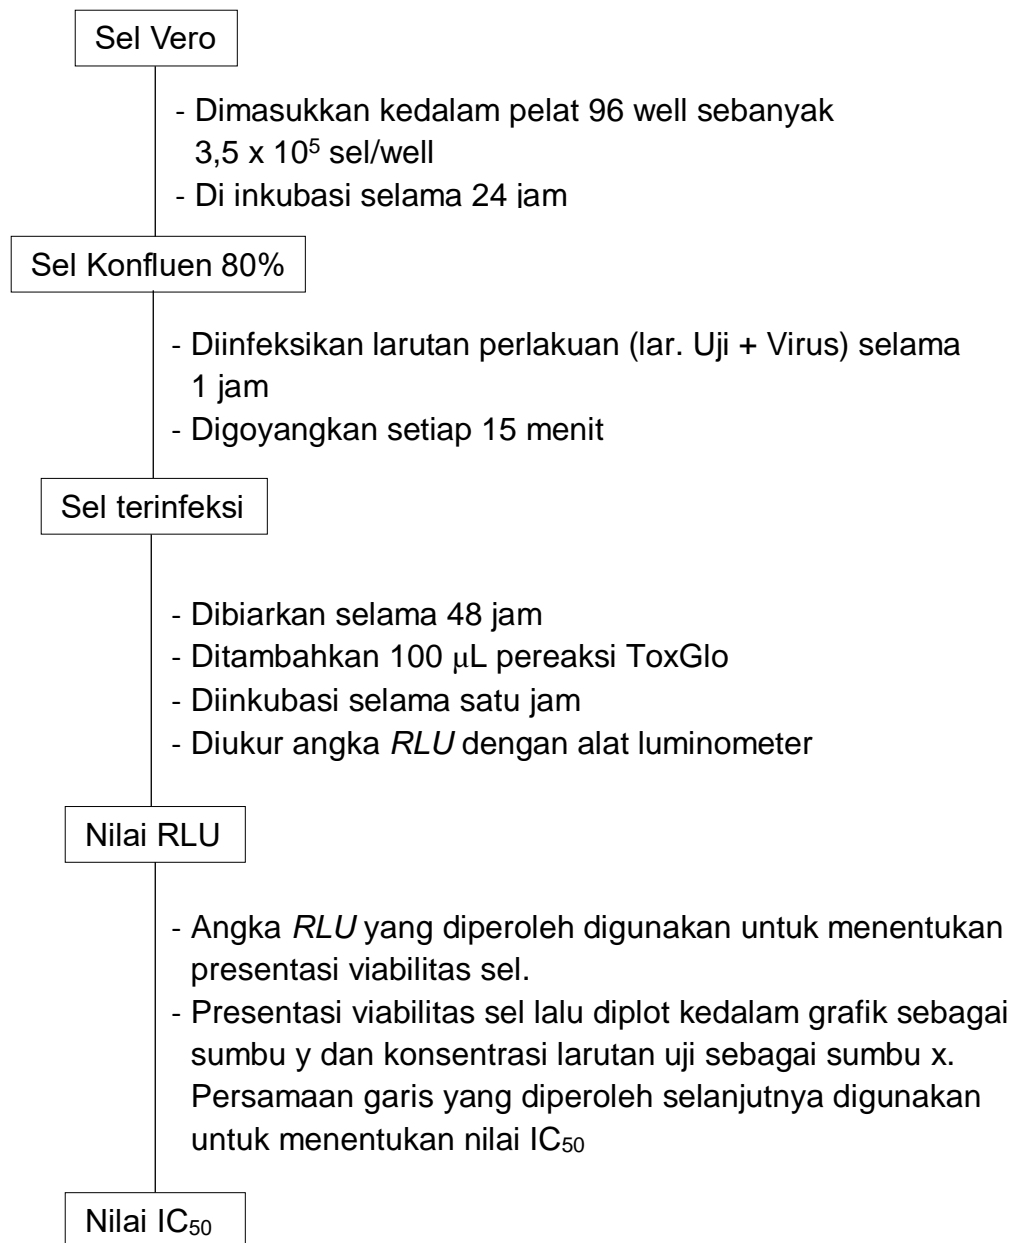 Sel Vero
- Dimasukkan kedalam pelat 96 well sebanyak
3,5 x 10⁵ sel/well
- Di inkubasi selama 24 jam
Sel Konfluen 80%
- Diinfeksikan larutan perlakuan (lar. Uji + Virus) selama
1 jam
- Digoyangkan setiap 15 menit
Sel terinfeksi
- Dibiarkan selama 48 jam
- Ditambahkan 100 μL pereaksi ToxGlo
- Diinkubasi selama satu jam
- Diukur angka RLU dengan alat luminometer
Nilai RLU
- Angka RLU yang diperoleh digunakan untuk menentukan
presentasi viabilitas sel.
- Presentasi viabilitas sel lalu diplot kedalam grafik sebagai
sumbu y dan konsentrasi larutan uji sebagai sumbu x.
Persamaan garis yang diperoleh selanjutnya digunakan
untuk menentukan nilai IC₅₀
Nilai IC₅₀